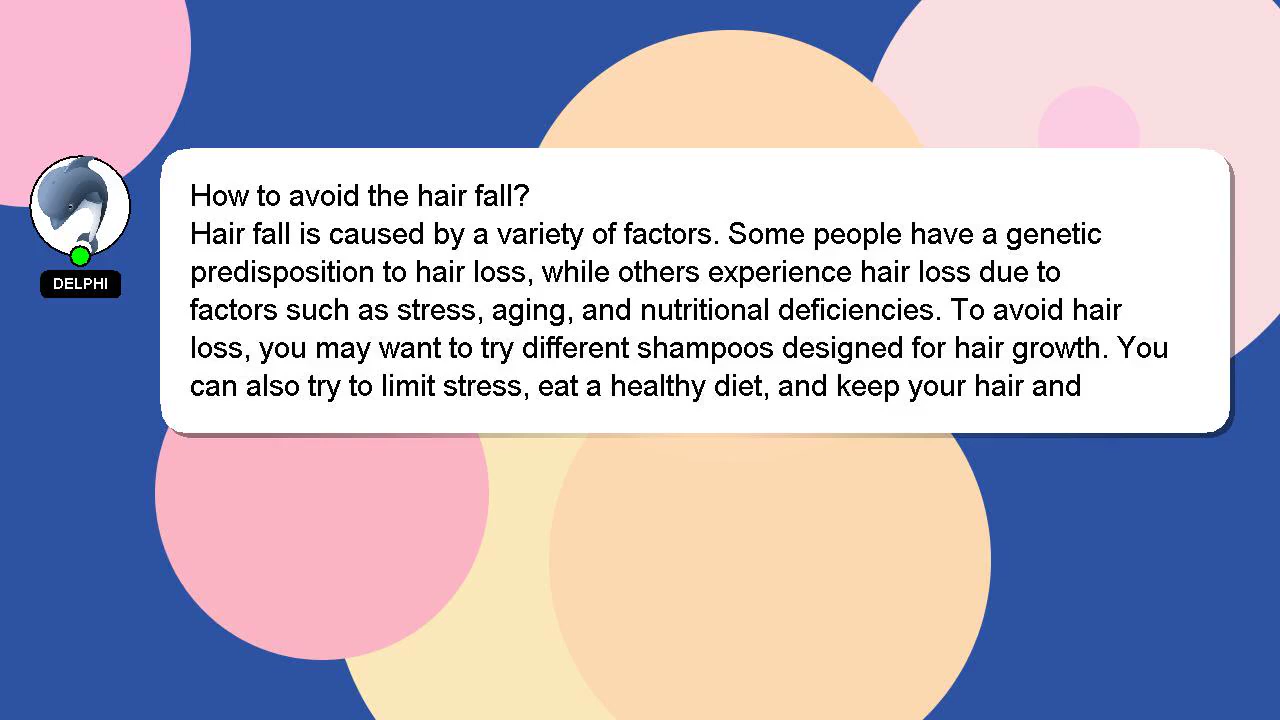 How to avoid the hair fall?
Hair fall is caused by a variety of factors. Some people have a genetic
predisposition to hair loss, while others experience hair loss due to
factors such as stress, aging, and nutritional deficiencies. To avoid hair
loss, you may want to try different shampoos designed for hair growth. You
can also try to limit stress, eat a healthy diet, and keep your hair and
DELPHI